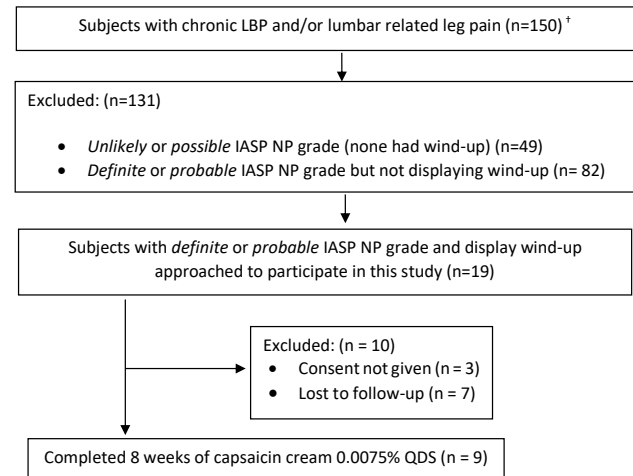 Subjects with chronic LBP and/or lumbar related leg pain (n=150) †
Excluded: (n=131)
• Unlikely or possible IASP NP grade (none had wind-up) (n=49)
• Definite or probable IASP NP grade but not displaying wind-up (n= 82)
Subjects with definite or probable IASP NP grade and display wind-up
approached to participate in this study (n=19)
Excluded: (n = 10)
• Consent not given (n = 3)
• Lost to follow-up (n = 7)
Completed 8 weeks of capsaicin cream 0.0075% QDS (n = 9)